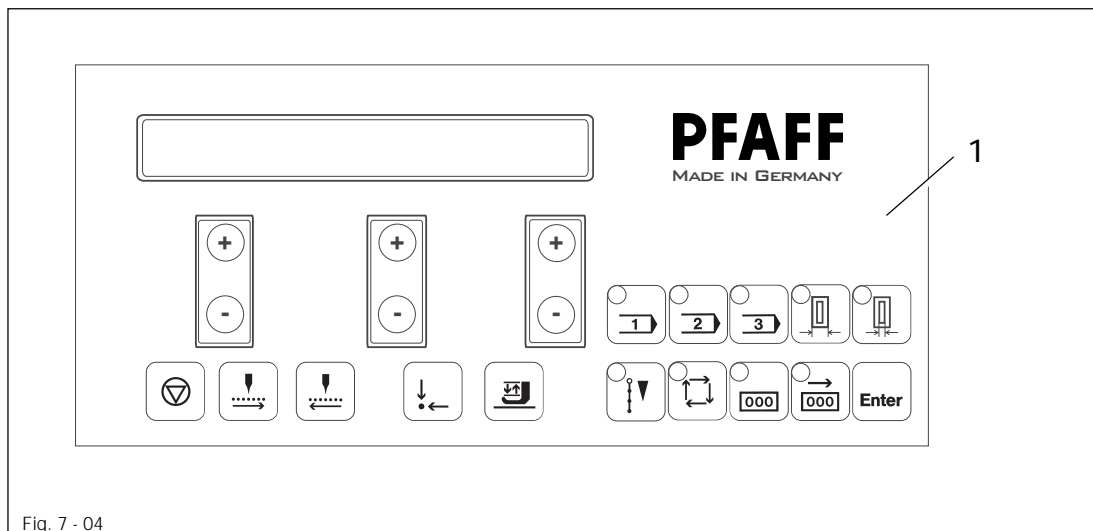 PFAFF
MADE IN GERMANY
1
+ + +
- - -
1 2 3
000 000 Enter
Fig. 7 - 04